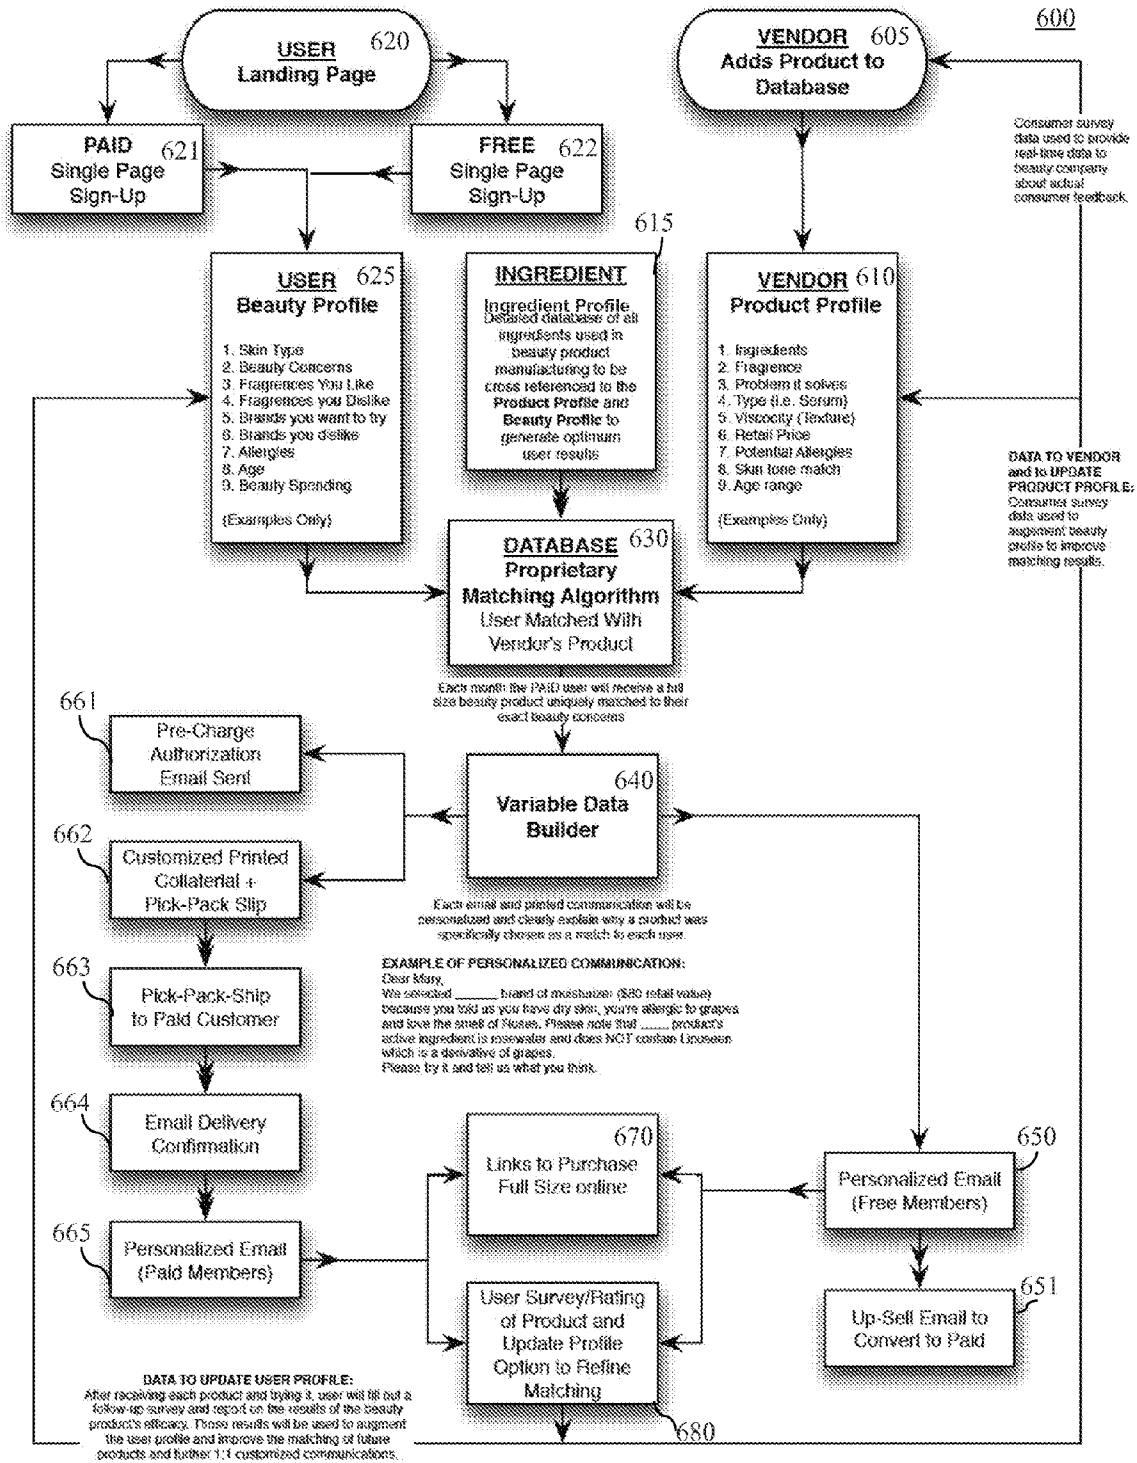 600
USER 620
Landing Page
VENDOR 605
Adds Product to
Database
PAID 621
Single Page
Sign-Up
FREE 622
Single Page
Sign-Up
Consumer survey
data used to provide
real-time data to
beauty company
about actual
consumer feedback.
USER 625
Beauty Profile
1. Skin Type
2. Beauty Concerns
3. Fragrences You Like
4. Fragrences you Dislike
5. Brands you want to try
6. Brands you dislike
7. Allergies
8. Age
9. Beauty Spending
(Examples Only)
615
INGREDIENT
Ingredient Profile
Detailed database of all
ingredients used in
beauty product
manufacturing to be
cross referenced to the
Product Profile and
Beauty Profile to
generate optimum
user results
VENDOR 610
Product Profile
1. Ingredients
2. Fragrence
3. Problem it solves
4. Type (i.e. Serum)
5. Viscocity (Texture)
6. Retail Price
7. Potential Allergies
8. Skin tone match
9. Age range
(Examples Only)
DATA TO VENDOR
and to UPDATE
PRODUCT PROFILE:
Consumer survey
data used to
augement beauty
profile to improve
matching results.
DATABASE 630
Proprietary
Matching Algorithm
User Matched With
Vendor's Product
Each month the PAID user will receive a full
size beauty product uniquely matched to their
exact beauty concerns
661
Pre-Charge
Authorization
Email Sent
640
Variable Data
Builder
662
Customized Printed
Collaterial +
Pick-Pack Slip
Each email and printed communication will be
personalized and clearly explain why a product was
specifically chosen as a match to each user.
EXAMPLE OF PERSONALIZED COMMUNICATION:
Dear Mary,
We selected ______ brand of moisturizer ($80 retail value)
because you told us you have dry skin, you're allergic to grapes
and love the smell of Roses. Please note that ____ product's
active ingredient is rosewater and does NOT contain
which is a derivative of grapes.
Please try it and tell us what you think.
663
Pick-Pack-Ship
to Paid Customer
664
Email Delivery
Confirmation
665
Personalized Email
(Paid Members)
670
Links to Purchase
Full Size online
650
Personalized Email
(Free Members)
651
Up-Sell Email to
Convert to Paid
User Survey/Rating
of Product and
Update Profile
Option to Refine
Matching
680
DATA TO UPDATE USER PROFILE:
After receiving each product and trying it, user will fill out a
follow-up survey and report on the results of the beauty
product's efficacy. Those results will be used to augment
the user profile and improve the matching of future
products and further 1:1 customized communications.